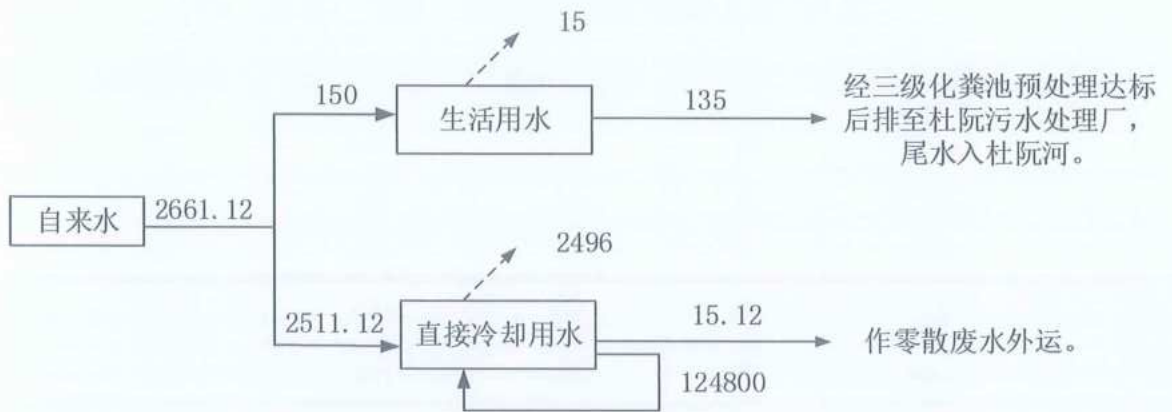 15
150
生活用水
135
经三级化粪池预处理达标
后排至杜阮污水处理厂，
尾水入杜阮河。
自来水
2661.12
2496
2511.12
直接冷却用水
15.12
作零散废水外运。
124800